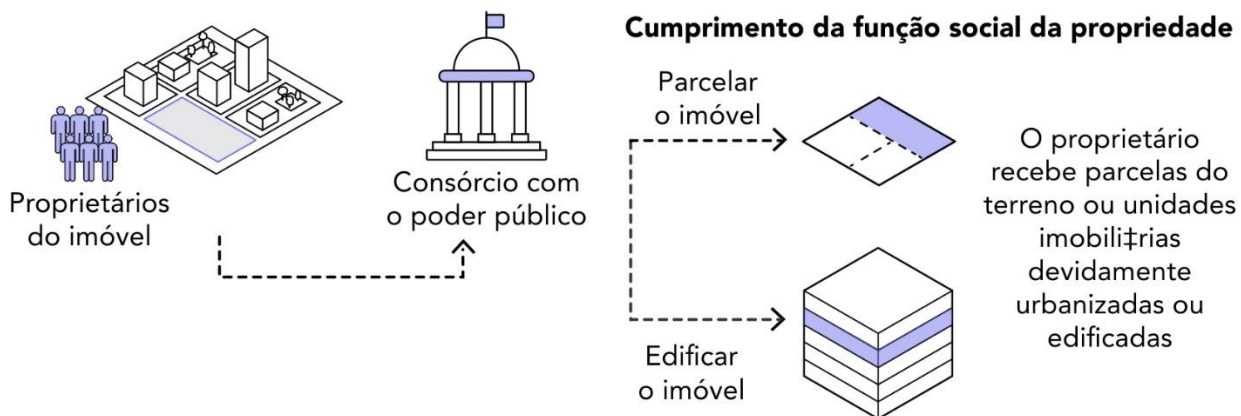 Cumprimento da função social da propriedade
Proprietários
do imóvel
Consórcio com
o poder público
Parcelar
o imóvel
Edificar
o imóvel
O proprietário
recebe parcelas do
terreno ou unidades
imobili‡rias
devidamente
urbanizadas ou
edificadas